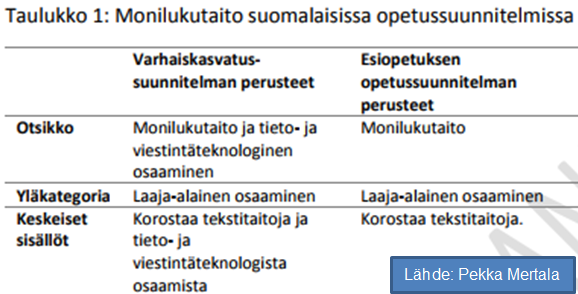 Taulukko 1: Monilukutaito suomalaisissa opetussuunnitelmissa
Varhaiskasvatus-
suunnitelman perusteet
Esiopetuksen
opetussuunnitelman
perusteet
Otsikko
Monilukutaito ja tieto- ja
viestintäteknologinen
osaaminen
Monilukutaito
Yläkategoria
Laaja-alainen osaaminen
Laaja-alainen osaaminen
Keskeiset
sisällöt
Korostaa tekstitaitoja ja
tieto- ja
viestintäteknologista
osaamista
Korostaa tekstitaitoja.
Lähde: Pekka Mertala